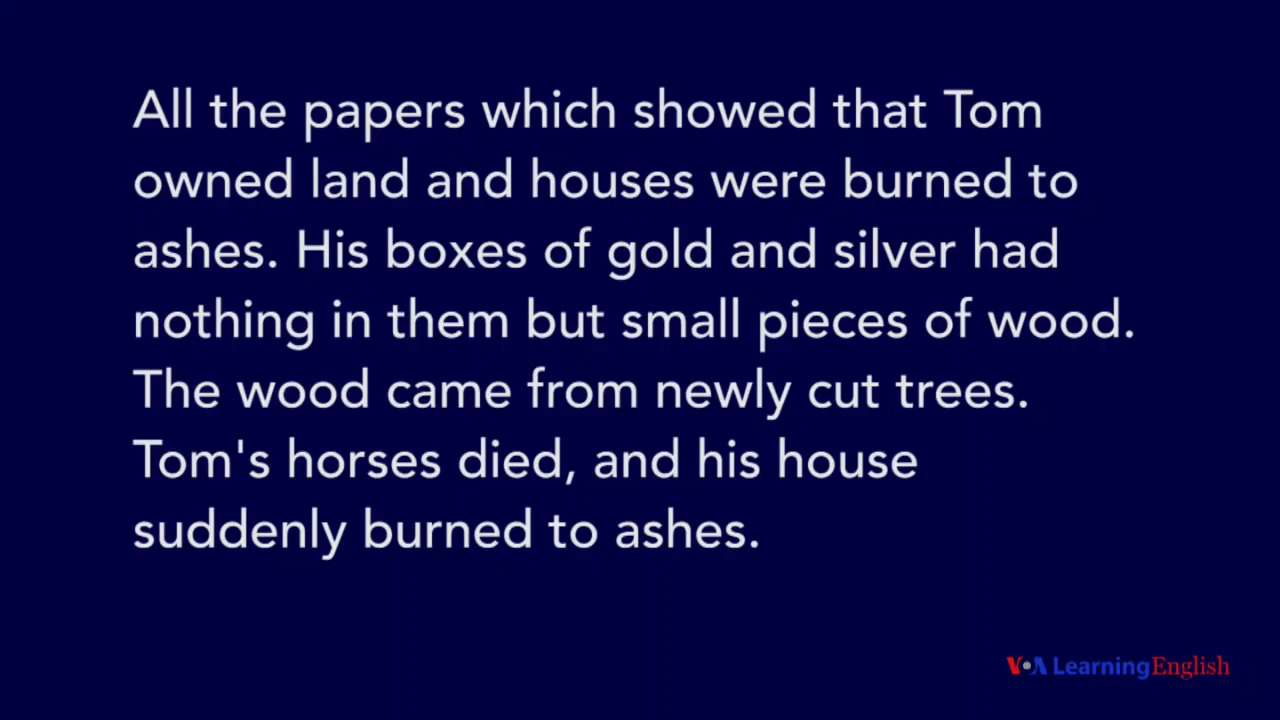 All the papers which showed that Tom
owned land and houses were burned to
ashes. His boxes of gold and silver had
nothing in them but small pieces of wood.
The wood came from newly cut trees.
Tom's horses died, and his house
suddenly burned to ashes.
VOA Learning English